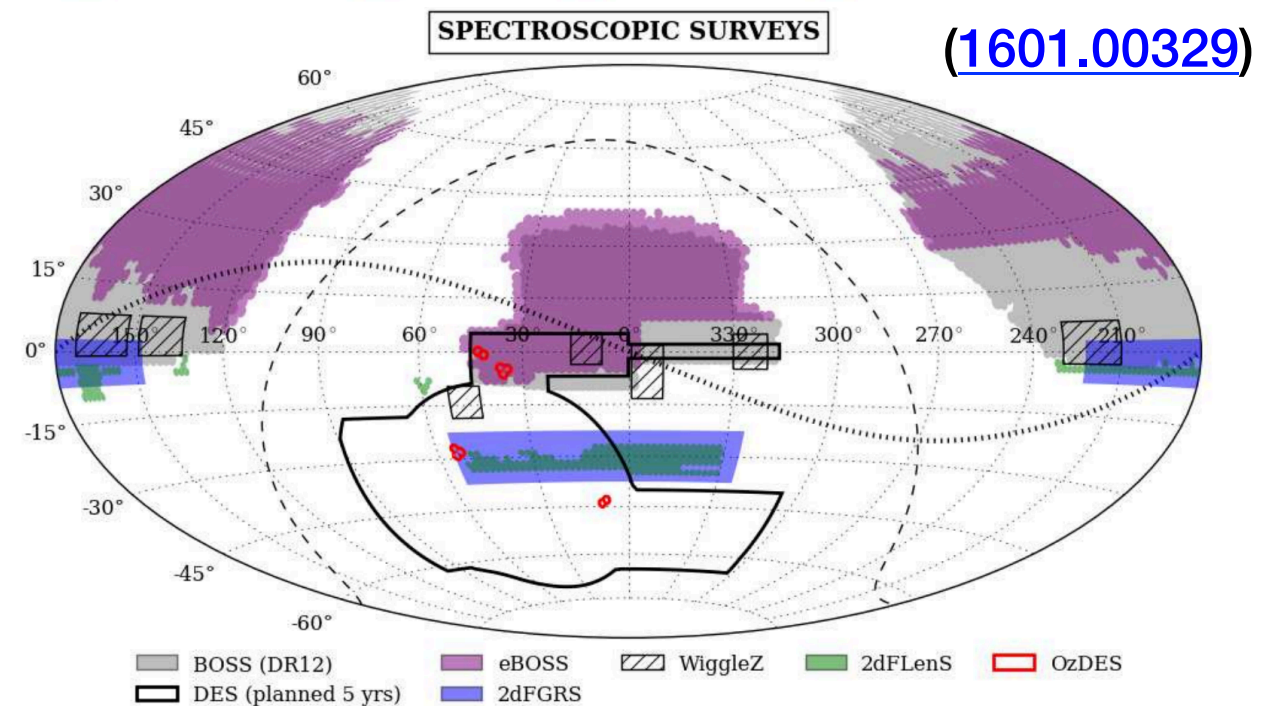 SPECTROSCOPIC SURVEYS
(1601.00329)
60°
45°
30°
15°
0°
-15°
-30°
-45°
-60°
150° 120° 90° 60° 30° 0° 330° 300° 270° 240° 210°
BOSS (DR12) eBOSS WiggleZ 2dFLenS OzDES
DES (planned 5 yrs) 2dFGRS